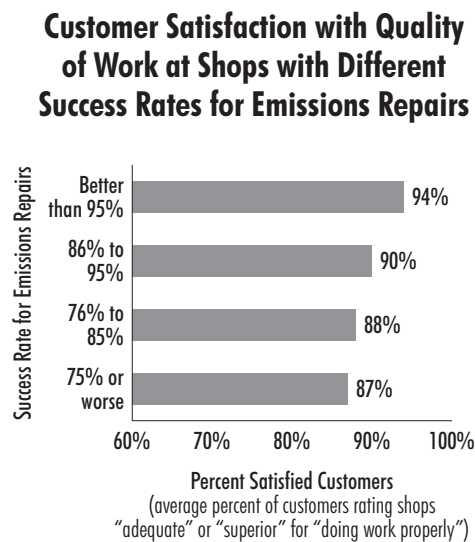 Customer Satisfaction with Quality
of Work at Shops with Different
Success Rates for Emissions Repairs
Success Rate for Emissions Repairs
Better
than 95%
94%
86% to
95%
90%
76% to
85%
88%
75% or
worse
87%
60% 70% 80% 90% 100%
Percent Satisfied Customers
(average percent of customers rating shops
“adequate” or “superior” for “doing work properly”)